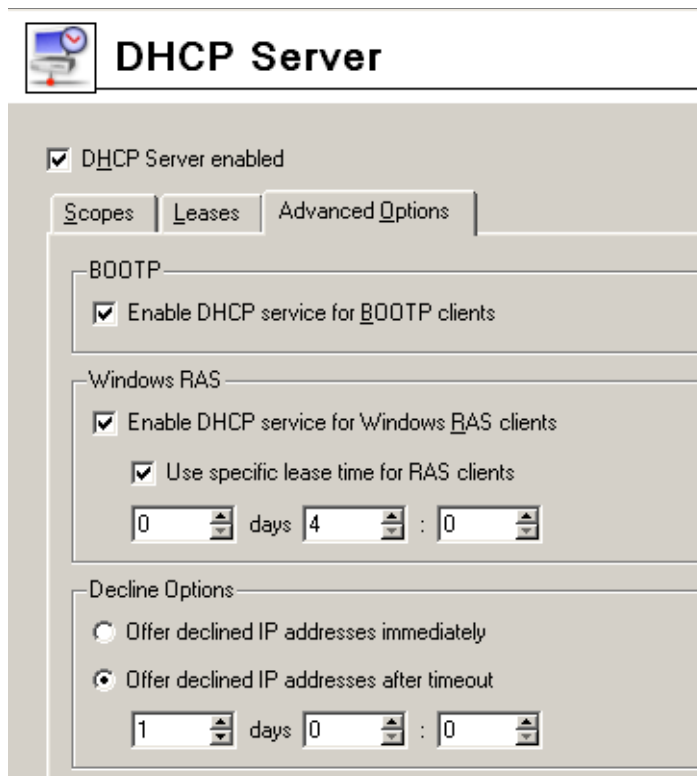 DHCP Server
DHCP Server enabled
Scopes Leases Advanced Options
BOOTP
Enable DHCP service for BOOTP clients
Windows RAS
Enable DHCP service for Windows RAS clients
Use specific lease time for RAS clients
0 days 4 : 0
Decline Options
Offer declined IP addresses immediately
Offer declined IP addresses after timeout
1 days 0 : 0